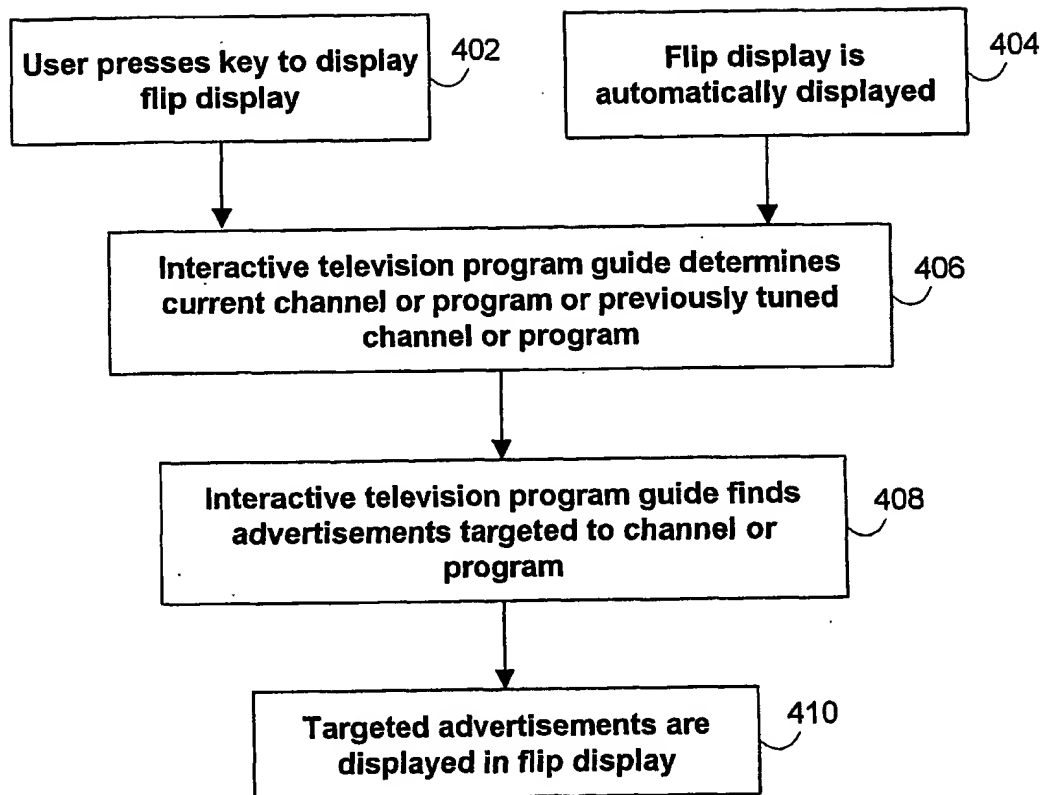 User presses key to display
flip display
402
Flip display is
automatically displayed
404
Interactive television program guide determines
current channel or program or previously tuned
channel or program
406
Interactive television program guide finds
advertisements targeted to channel or
program
408
Targeted advertisements are
displayed in flip display
410